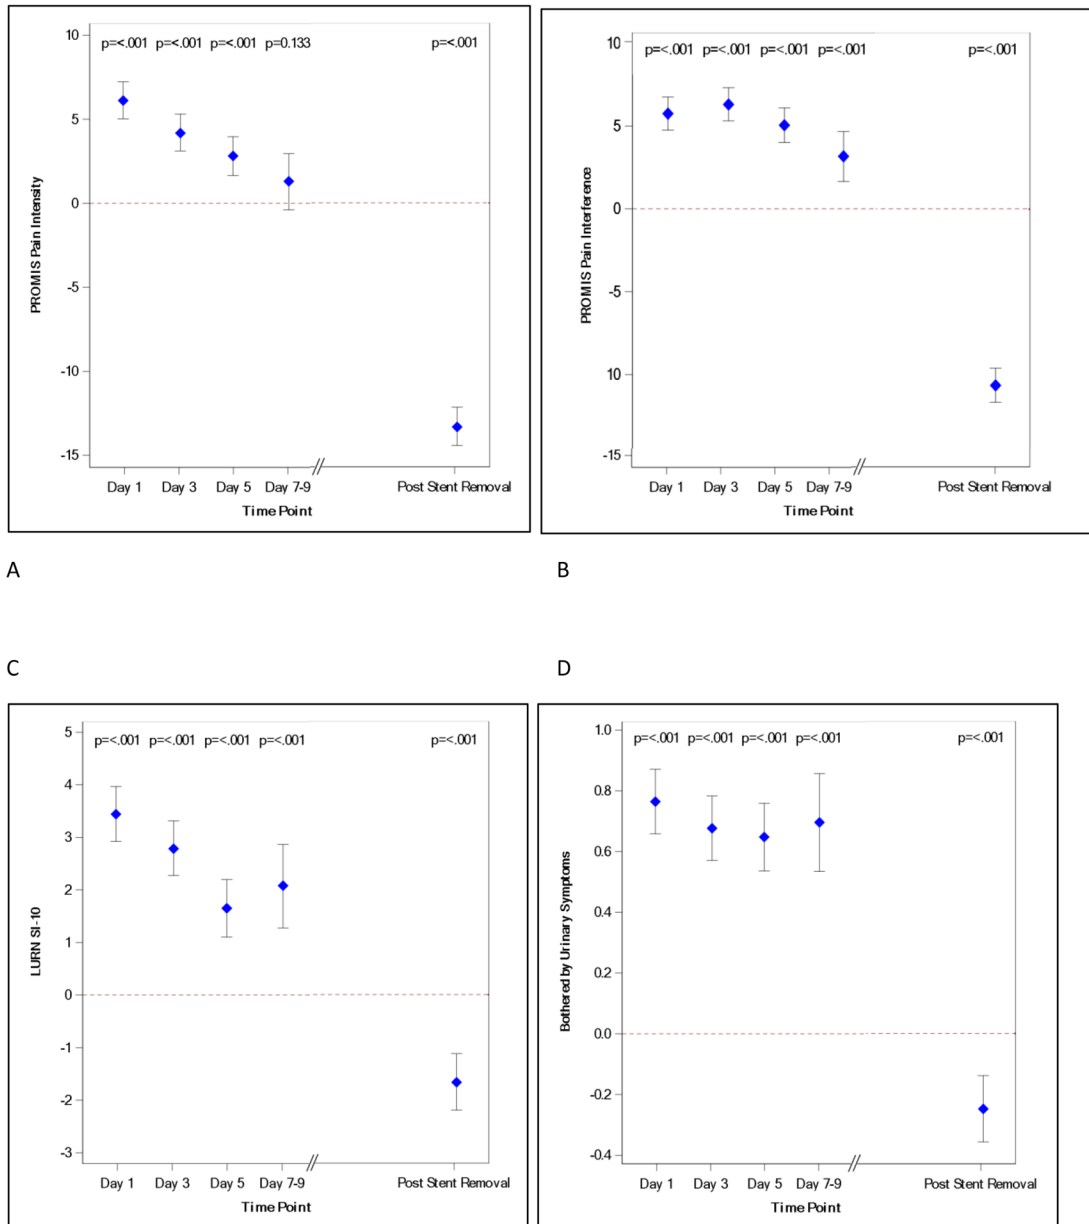 10
p=<.001 p=<.001 p=<.001 p=0.133 p=<.001
5
0
-5
-10
-15
PROMIS Pain Intensity
Day 1 Day 3 Day 5 Day 7-9 Post Stent Removal
Time Point
10
p=<.001 p=<.001 p=<.001 p=<.001 p=<.001
5
0
-5
10
-15
PROMIS Pain Interference
Day 1 Day 3 Day 5 Day 7-9 Post Stent Removal
Time Point
A
B
C
D
5
p=<.001 p=<.001 p=<.001 p=<.001 p=<.001
4
3
2
1
0
-1
-2
-3
LURN SI-10
Day 1 Day 3 Day 5 Day 7-9 Post Stent Removal
Time Point
1.0
p=<.001 p=<.001 p=<.001 p=<.001 p=<.001
0.8
0.6
0.4
0.2
0.0
-0.2
-0.4
Bothered by Urinary Symptoms
Day 1 Day 3 Day 5 Day 7-9 Post Stent Removal
Time Point